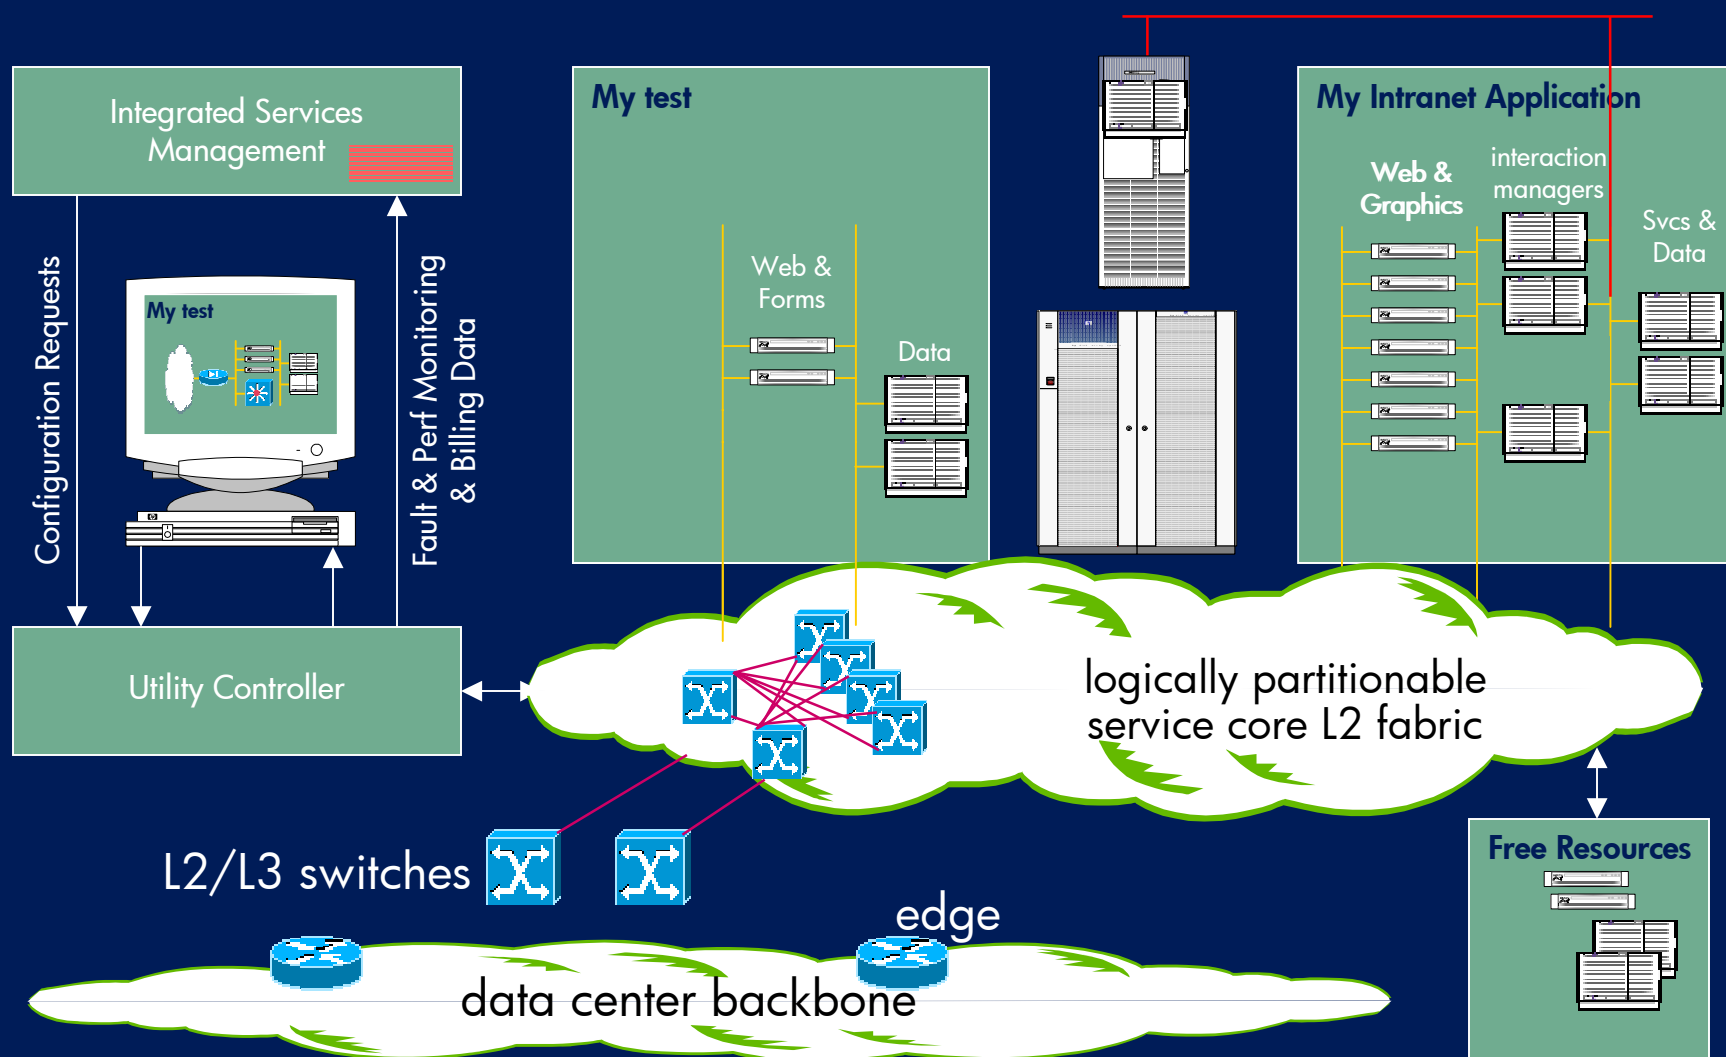 Integrated Services
Management
Configuration Requests
My test
Fault & Perf Monitoring
& Billing Data
Utility Controller
My test
Web &
Forms
Data
My Intranet Application
Web &
Graphics
interaction
managers
Svcs &
Data
logically partitionable
service core L2 fabric
L2/L3 switches
edge
data center backbone
Free Resources